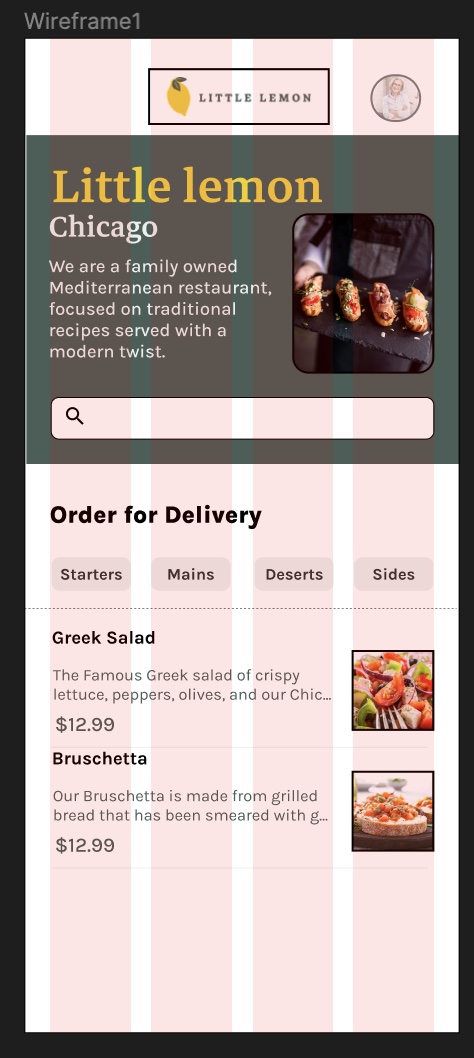 Wireframe1
LITTLE LEMON
Little lemon
Chicago
We are a family owned
Mediterranean restaurant,
focused on traditional
recipes served with a
modern twist.
Order for Delivery
Starters Mains Deserts Sides
Greek Salad
The Famous Greek salad of crispy
lettuce, peppers, olives, and our Chic...
$12.99
Bruschetta
Our Bruschetta is made from grilled
bread that has been smeared with g...
$12.99